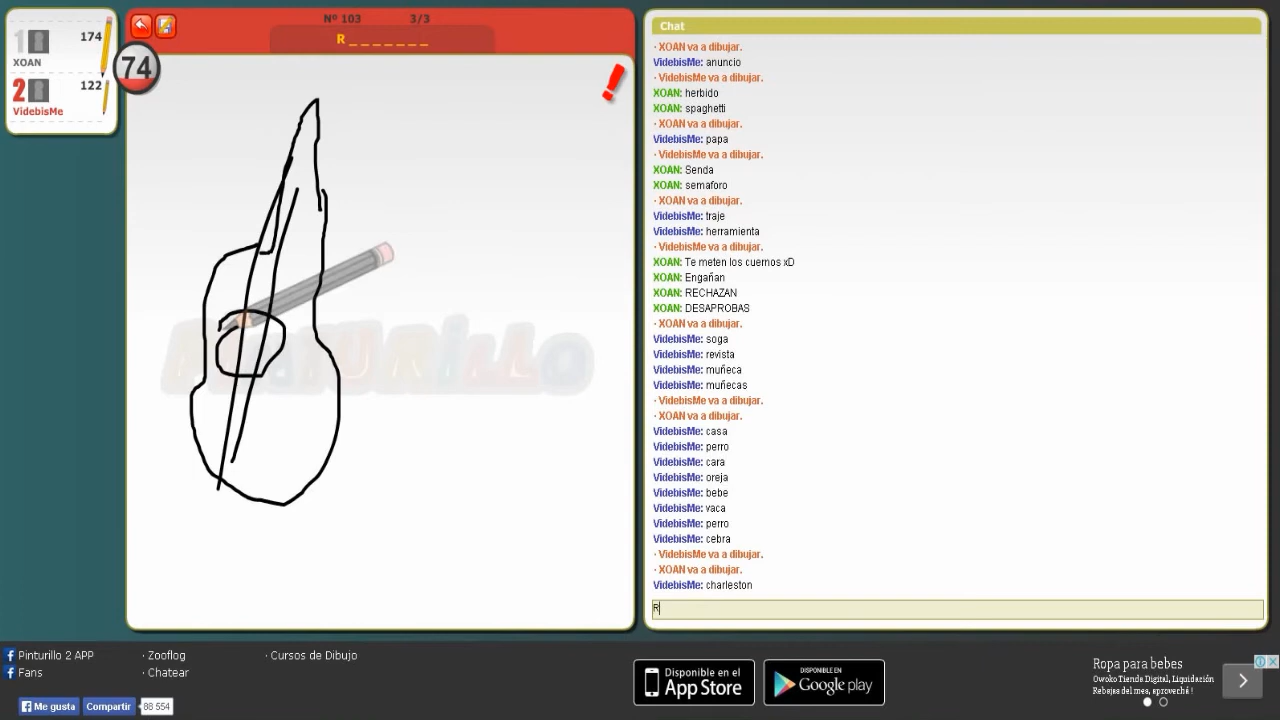 1 174
XOAN
2 122
VidebisMe
74
Nº 103 3/3
R _ _ _ _ _ _ _
PINTURILLO
Chat
· XOAN va a dibujar.
VidebisMe: anuncio
· VidebisMe va a dibujar.
XOAN: herbido
XOAN: spaghetti
· XOAN va a dibujar.
VidebisMe: papa
· VidebisMe va a dibujar.
XOAN: Senda
XOAN: semaforo
· XOAN va a dibujar.
VidebisMe: traje
VidebisMe: herramienta
· VidebisMe va a dibujar.
XOAN: Te meten los cuernos xD
XOAN: Engañan
XOAN: RECHAZAN
XOAN: DESAPROBAS
· XOAN va a dibujar.
VidebisMe: soga
VidebisMe: revista
VidebisMe: muñeca
VidebisMe: muñecas
· VidebisMe va a dibujar.
· XOAN va a dibujar.
VidebisMe: casa
VidebisMe: perro
VidebisMe: cara
VidebisMe: oreja
VidebisMe: bebe
VidebisMe: vaca
VidebisMe: perro
VidebisMe: cebra
· VidebisMe va a dibujar.
· XOAN va a dibujar.
VidebisMe: charleston
R
Pinturillo 2 APP · Zooflog · Cursos de Dibujo
Fans · Chatear
Me gusta Compartir 88 554
Disponible en el
App Store
DISPONIBLE EN
Google play
Ropa para bebes
Owoko Tienda Digital, Liquidación
Rebajas del mes, aprovechá !